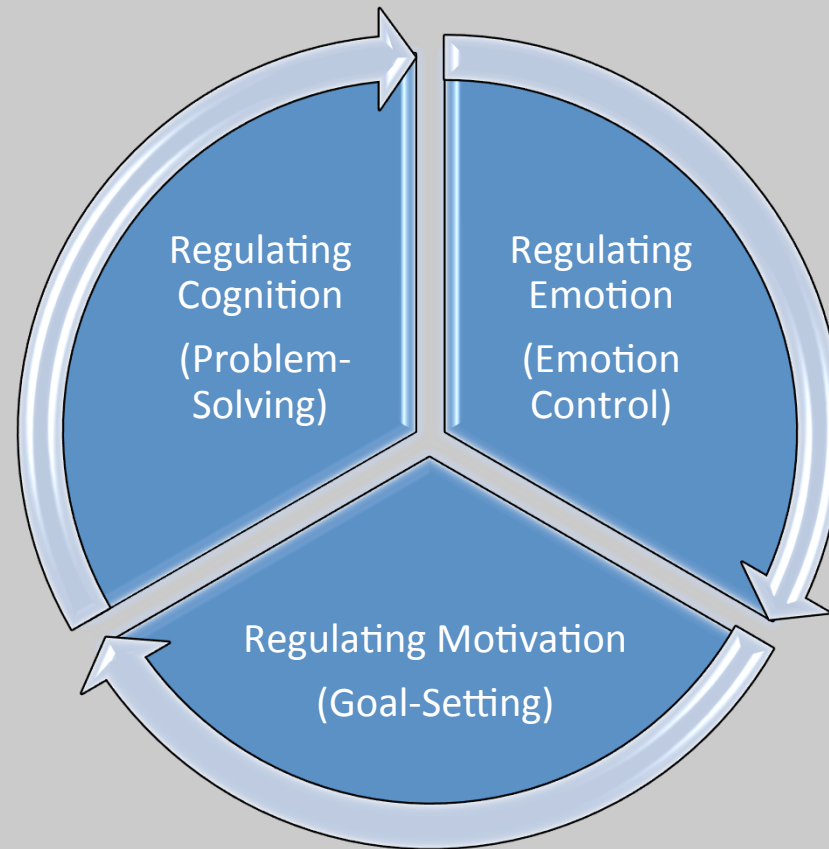 Regulating
Cognition
(Problem-
Solving)
Regulating
Emotion
(Emotion
Control)
Regulating Motivation
(Goal-Setting)